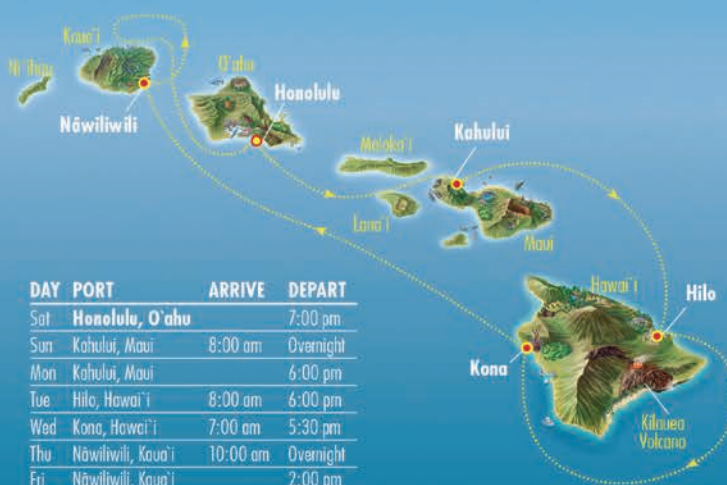 Kaua`i
Ni`ihau
O`ahu
Honolulu
Nāwiliwili
Moloka`i
Kahului
Lana`i
Maui
Hawai`i
Hilo
Kona
Kilauea
Volcano
DAY PORT ARRIVE DEPART
Sat Honolulu, O`ahu 7:00 pm
Sun Kahului, Maui 8:00 am Overnight
Mon Kahului, Maui 6:00 pm
Tue Hilo, Hawai`i 8:00 am 6:00 pm
Wed Kona, Hawai`i 7:00 am 5:30 pm
Thu Nāwiliwili, Kaua`i 10:00 am Overnight
Fri Nāwiliwili, Kaua`i 2:00 pm